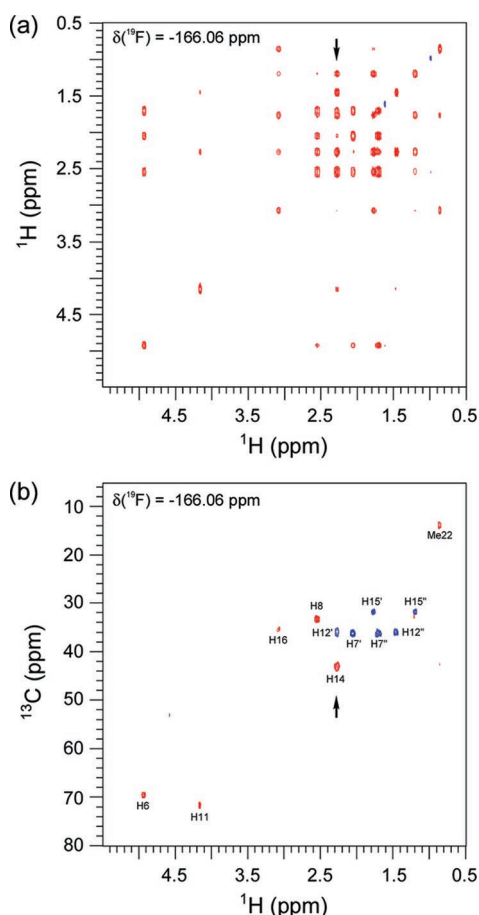 (a)
δ(¹⁹F) = -166.06 ppm
0.5
1.5
2.5
3.5
4.5
¹H (ppm)
4.5 3.5 2.5 1.5 0.5
¹H (ppm)
(b)
δ(¹⁹F) = -166.06 ppm
10
20
30
40
50
60
70
80
¹³C (ppm)
Me22
H8 H15' H15"
H16 H12' H7' H7" H12"
H14
H6 H11
4.5 3.5 2.5 1.5 0.5
¹H (ppm)